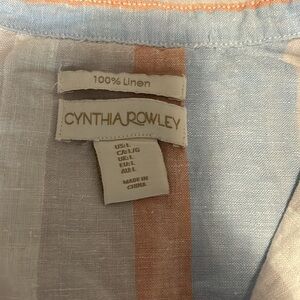 100% Linen
CYNTHIA ROWLEY
US:L
CA:L/G
UK:L
EU:L
AU:L
MADE IN
CHINA